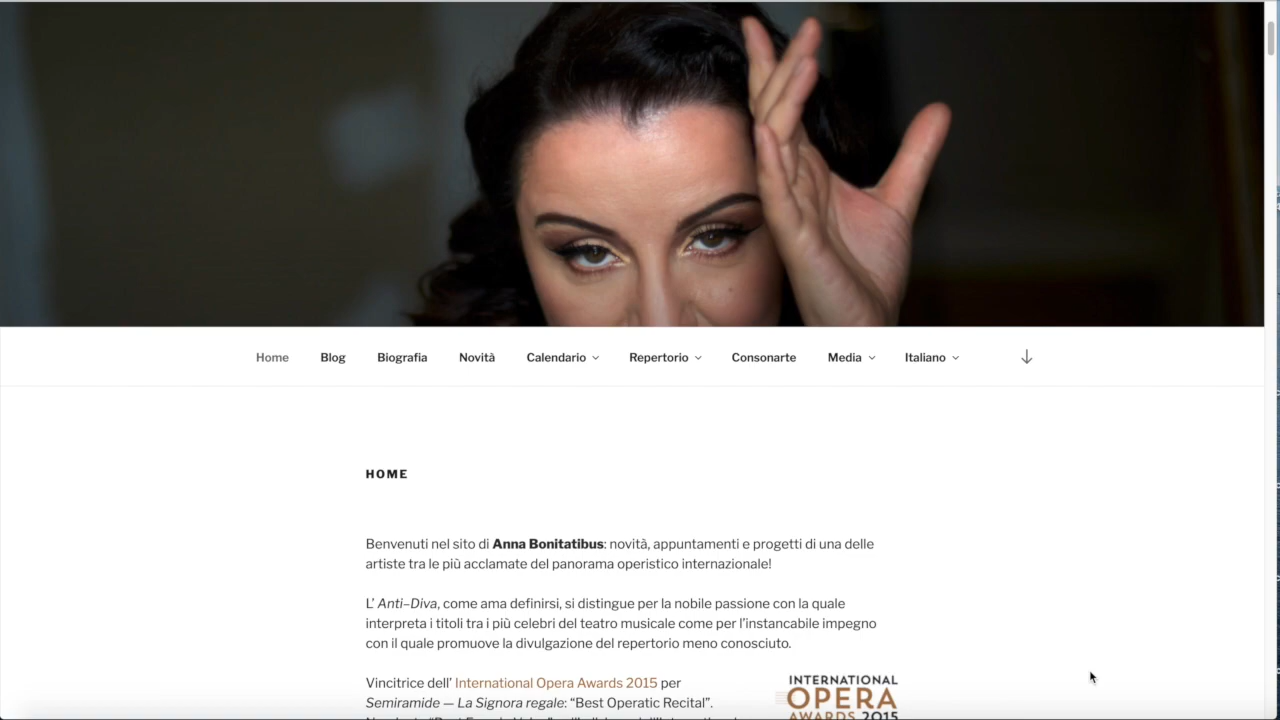 Home Blog Biografia Novità Calendario Repertorio Consonarte Media Italiano
HOME
Benvenuti nel sito di Anna Bonitatibus: novità, appuntamenti e progetti di una delle
artiste tra le più acclamate del panorama operistico internazionale!
L' Anti–Diva, come ama definirsi, si distingue per la nobile passione con la quale
interpreta i titoli tra i più celebri del teatro musicale come per l'instancabile impegno
con il quale promuove la divulgazione del repertorio meno conosciuto.
Vincitrice dell' International Opera Awards 2015 per
Semiramide — La Signora regale: “Best Operatic Recital”.
INTERNATIONAL
OPERA
AWARDS 2015